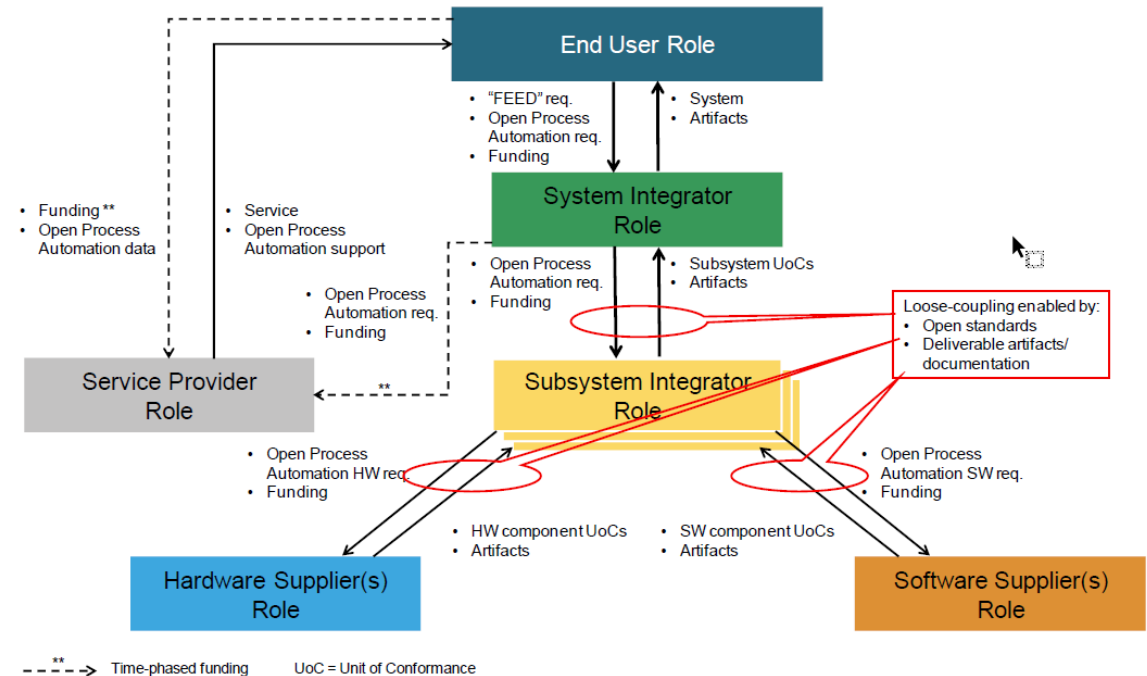 End User Role
• "FEED" req.
• Open Process
Automation req.
• Funding
• System
• Artifacts
System Integrator
Role
• Funding **
• Open Process
Automation data
• Service
• Open Process
Automation support
• Open Process
Automation req.
• Funding
• Open Process
Automation req.
• Funding
• Subsystem UoCs
• Artifacts
Loose-coupling enabled by:
• Open standards
• Deliverable artifacts/
documentation
Service Provider
Role
**
Subsystem Integrator
Role
• Open Process
Automation HW req.
• Funding
• Open Process
Automation SW req.
• Funding
• HW component UoCs
• Artifacts
• SW component UoCs
• Artifacts
Hardware Supplier(s)
Role
Software Supplier(s)
Role
** Time-phased funding
UoC = Unit of Conformance